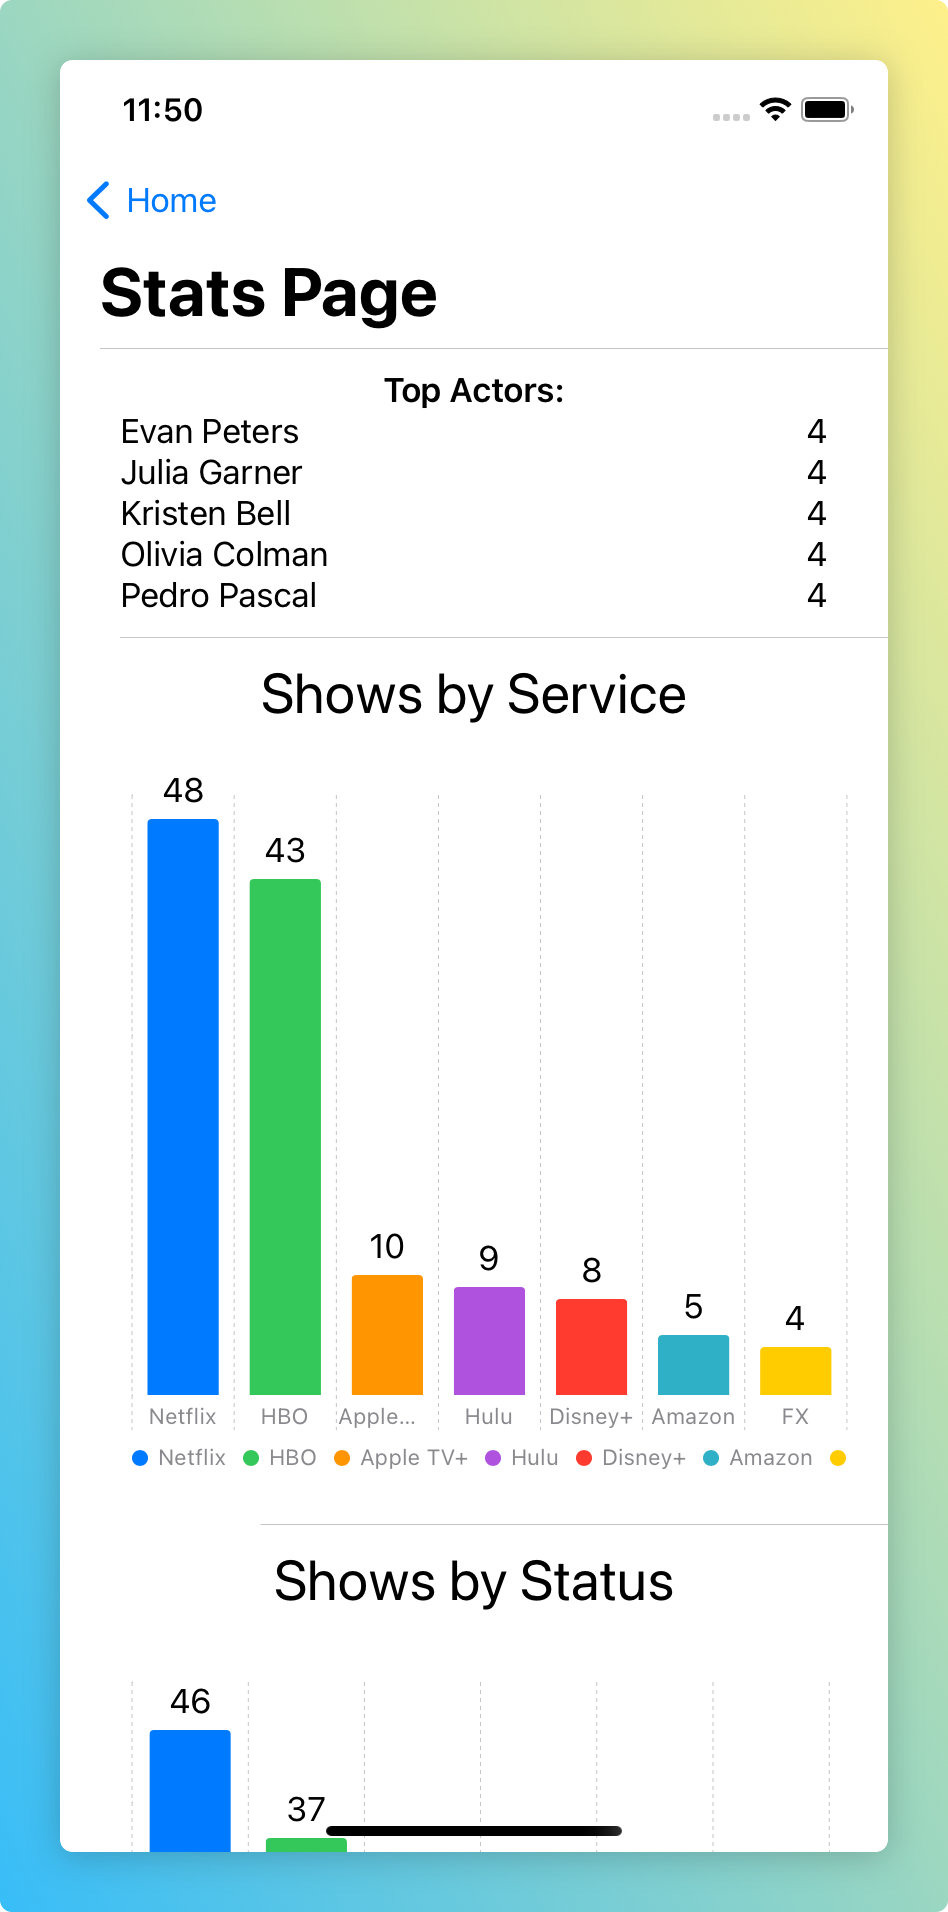 11:50
Home
Stats Page
Top Actors:
Evan Peters 4
Julia Garner 4
Kristen Bell 4
Olivia Colman 4
Pedro Pascal 4
Shows by Service
48
43
10
9
8
5
4
Netflix HBO Apple... Hulu Disney+ Amazon FX
Netflix HBO Apple TV+ Hulu Disney+ Amazon
Shows by Status
46
37